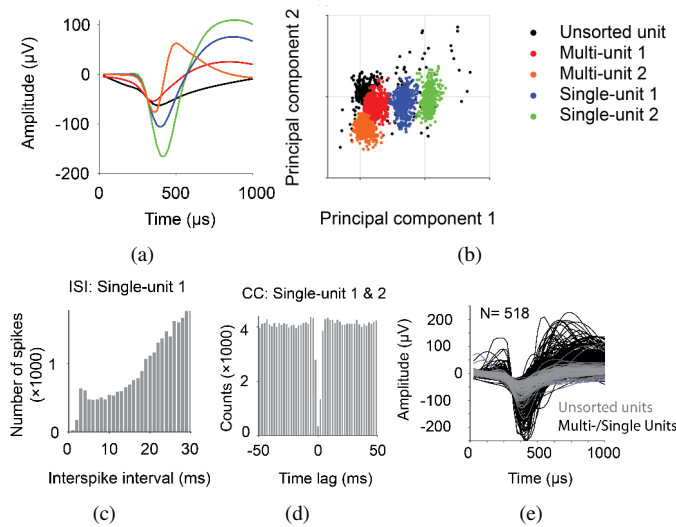 100
0
-100
-200
Amplitude (µV)
0 500 1000
Time (µs)
(a)
Principal component 2
Principal component 1
(b)
Unsorted unit
Multi-unit 1
Multi-unit 2
Single-unit 1
Single-unit 2
ISI: Single-unit 1
Number of spikes
(×1000)
1
0
0 10 20 30
Interspike interval (ms)
(c)
CC: Single-unit 1 & 2
Counts (×1000)
4
2
0
-50 0 50
Time lag (ms)
(d)
N= 518
Amplitude (µV)
200
100
0
-100
-200
Unsorted units
Multi-/Single Units
0 500 1000
Time (µs)
(e)